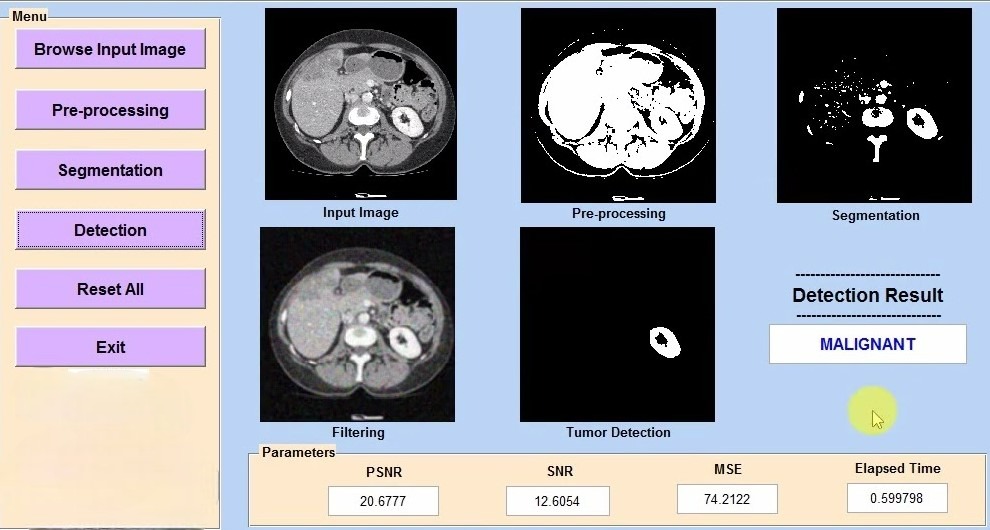 Menu
Browse Input Image
Pre-processing
Segmentation
Detection
Reset All
Exit
Input Image
Pre-processing
Segmentation
Filtering
Tumor Detection
-----------------------------
Detection Result
-----------------------------
MALIGNANT
Parameters
PSNR
SNR
MSE
Elapsed Time
20.6777
12.6054
74.2122
0.599798